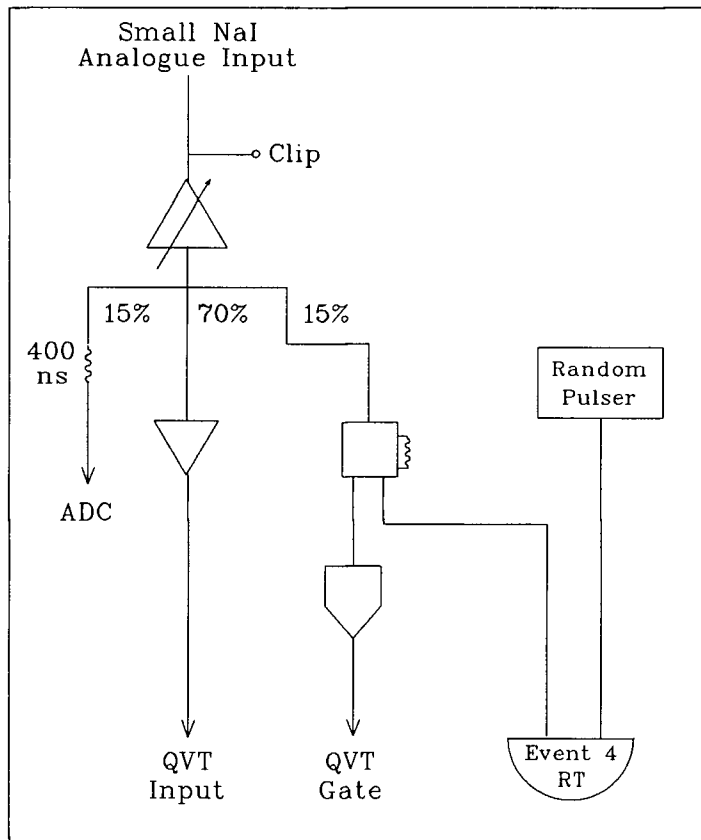 Small NaI
Analogue Input
Clip
15%
70%
15%
400
ns
Random
Pulser
ADC
QVT
Input
QVT
Gate
Event 4
RT